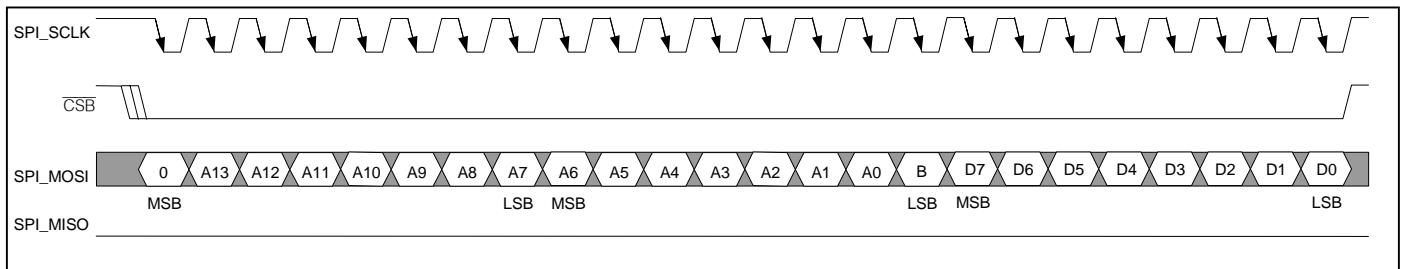 SPI_SCLK
CSB
SPI_MOSI 0 A13 A12 A11 A10 A9 A8 A7 A6 A5 A4 A3 A2 A1 A0 B D7 D6 D5 D4 D3 D2 D1 D0
MSB LSB MSB LSB MSB LSB
SPI_MISO